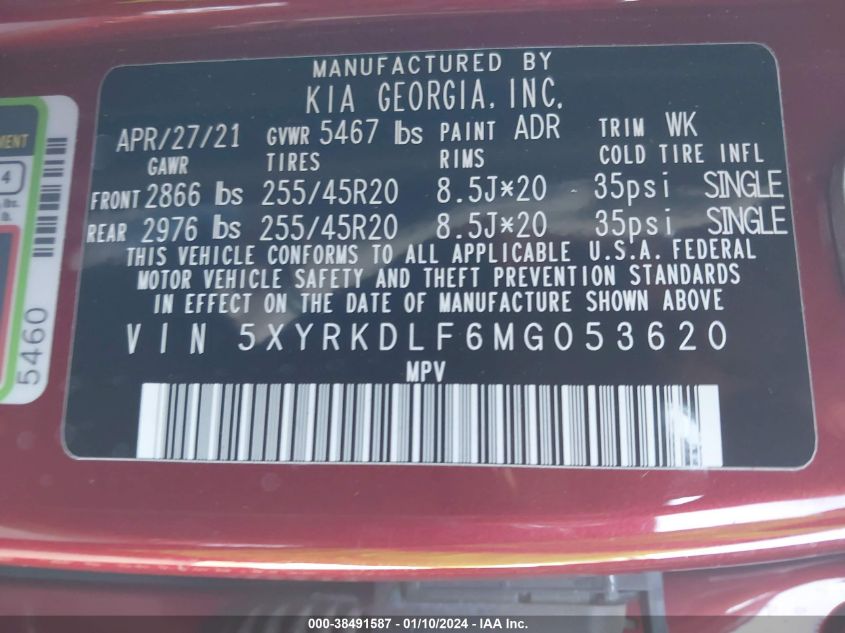 MANUFACTURED BY
KIA GEORGIA, INC.
APR/27/21 GVWR 5467 lbs PAINT ADR TRIM WK
GAWR TIRES RIMS COLD TIRE INFL
FRONT 2866 lbs 255/45R20 8.5J*20 35psi SINGLE
REAR 2976 lbs 255/45R20 8.5J*20 35psi SINGLE
THIS VEHICLE CONFORMS TO ALL APPLICABLE U.S.A. FEDERAL
MOTOR VEHICLE SAFETY AND THEFT PREVENTION STANDARDS
IN EFFECT ON THE DATE OF MANUFACTURE SHOWN ABOVE
VIN 5XYRKDLF6MG053620
MPV
4
5460
000-38491587 - 01/10/2024 - IAA Inc.